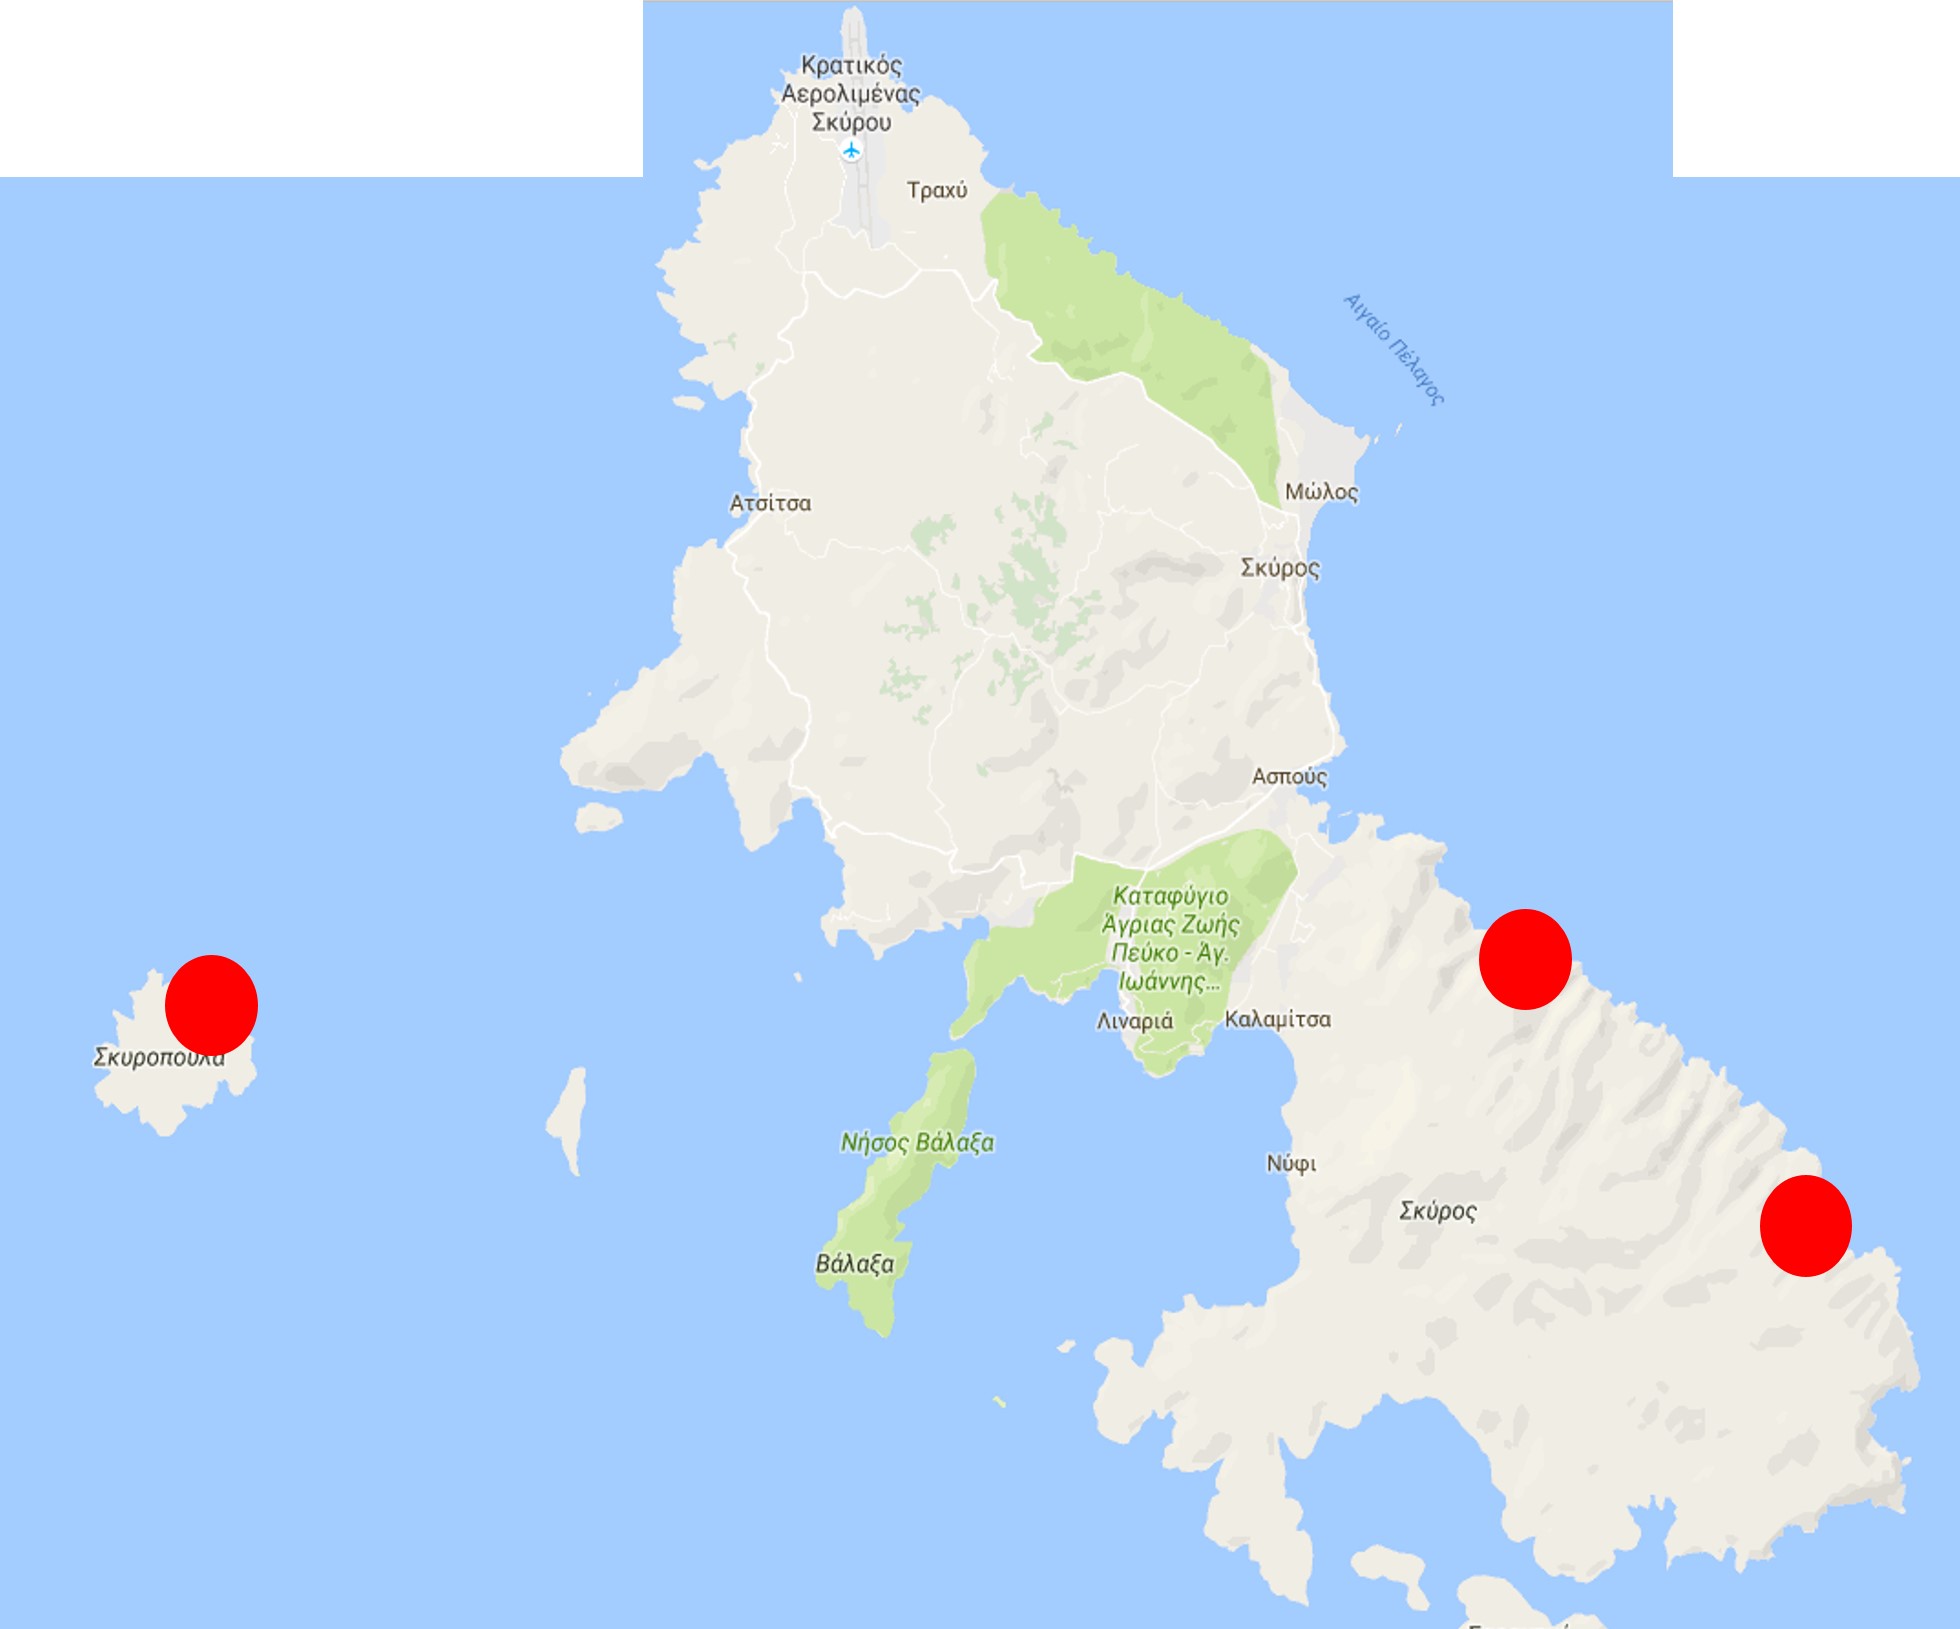 Κρατικός
Αερολιμένας
Σκύρου
Τραχύ
Αιγαίο Πέλαγος
Μώλος
Ατσίτσα
Σκύρος
Ασπούς
Καταφύγιο
Άγριας Ζωής
Πεύκο - Άγ.
Ιωάννης...
Λιναριά
Καλαμίτσα
Σκυροπούλα
Νήσος Βάλαξα
Νύφι
Σκύρος
Βάλαξα